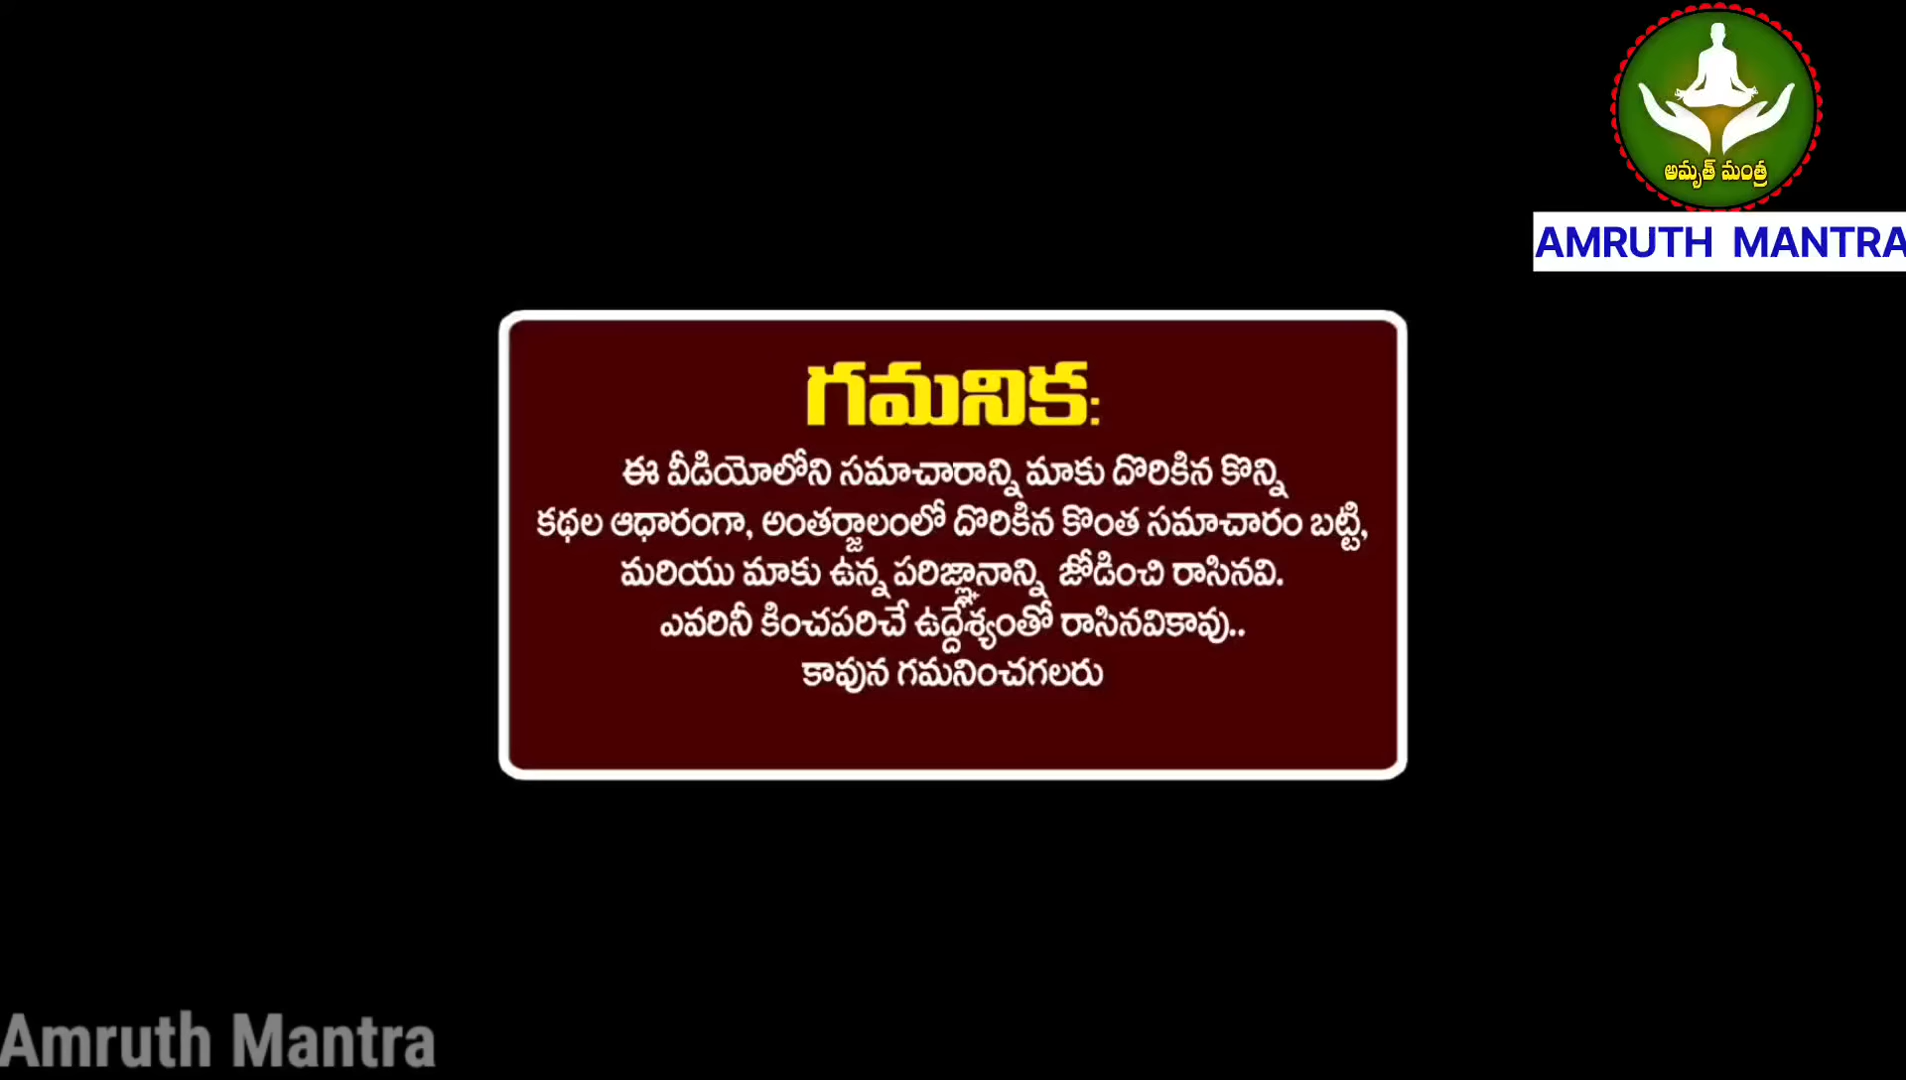 అమృత్ మంత్ర
AMRUTH MANTRA
గమనిక:
ఈ వీడియోలోని సమాచారాన్ని మాకు దొరికిన కొన్ని
కథల ఆధారంగా, అంతర్జాలంలో దొరికిన కొంత సమాచారం బట్టి,
మరియు మాకు ఉన్న పరిజ్ఞానాన్ని జోడించి రాసినవి.
ఎవరినీ కించపరిచే ఉద్దేశ్యంతో రాసినవికావు..
కావున గమనించగలరు
Amruth Mantra